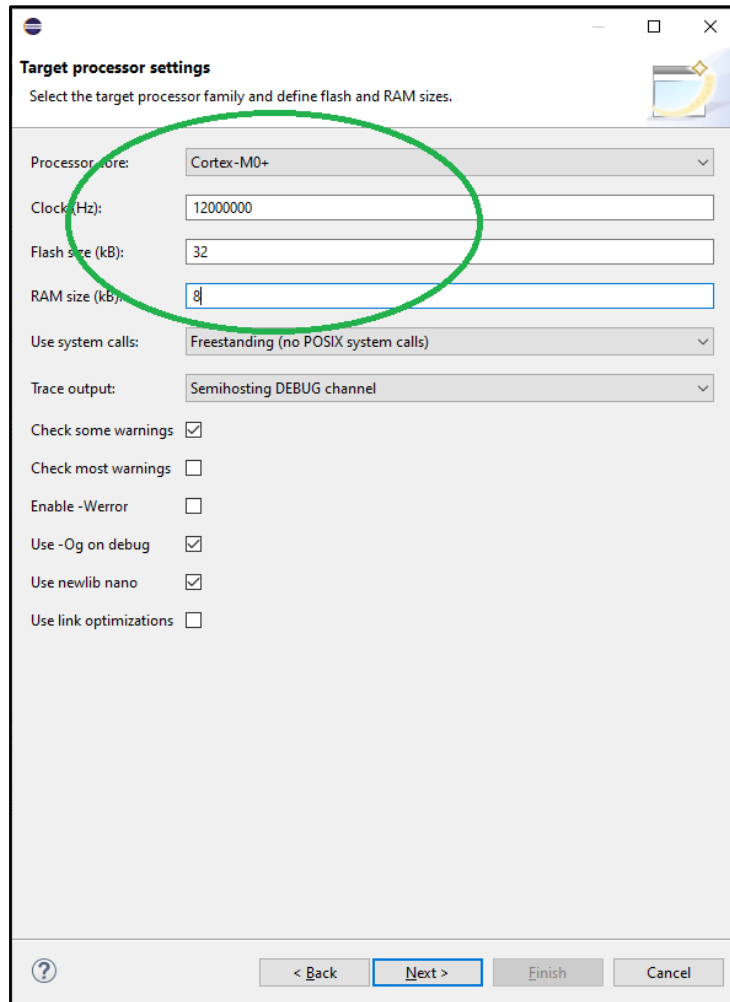 Target processor settings
Select the target processor family and define flash and RAM sizes.
Processor core: Cortex-M0+
Clock (Hz): 12000000
Flash size (kB): 32
RAM size (kB): 8
Use system calls: Freestanding (no POSIX system calls)
Trace output: Semihosting DEBUG channel
Check some warnings
Check most warnings
Enable -Werror
Use -Og on debug
Use newlib nano
Use link optimizations
? < Back Next > Finish Cancel